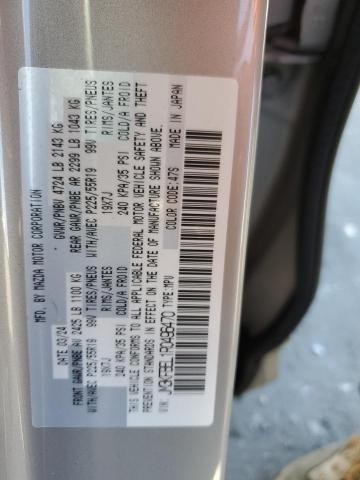 MFD. BY MAZDA MOTOR CORPORATION
DATE 03/24 GVWR/PNBV 4724 LB 2143 KG
FRONT GAWR/PNBE AV 2425 LB 1100 KG REAR GAWR/PNBE AR 2299 LB 1043 KG
WITH/AVEC P225/55R19 99V TIRES/PNEUS WITH/AVEC P225/55R19 99V TIRES/PNEUS
19X7J RIMS/JANTES 19X7J RIMS/JANTES
240 KPA/35 PSI COLD/A FROID 240 KPA/35 PSI COLD/A FROID
THIS VEHICLE CONFORMS TO ALL APPLICABLE FEDERAL MOTOR VEHICLE SAFETY AND THEFT
PREVENTION STANDARDS IN EFFECT ON THE DATE OF MANUFACTURE SHOWN ABOVE.
TYPE:MPV COLOR CODE:47S MADE IN JAPAN